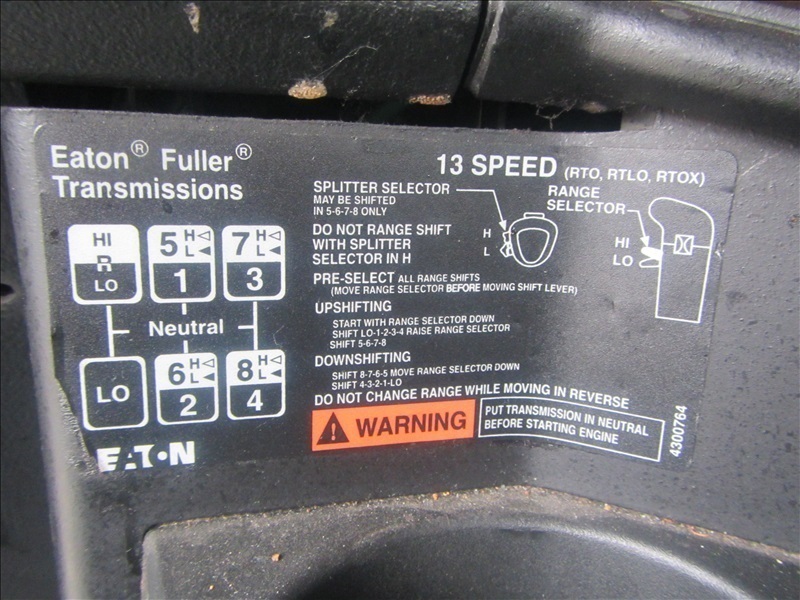 Eaton® Fuller®
Transmissions
13 SPEED (RTO, RTLO, RTOX)
HI
R
LO
5 H L
1
7 H L
3
Neutral
LO
6 H L
2
8 H L
4
EATON
SPLITTER SELECTOR
MAY BE SHIFTED
IN 5-6-7-8 ONLY
H
L
RANGE
SELECTOR
HI
LO
DO NOT RANGE SHIFT
WITH SPLITTER
SELECTOR IN H
PRE-SELECT ALL RANGE SHIFTS
(MOVE RANGE SELECTOR BEFORE MOVING SHIFT LEVER)
UPSHIFTING
START WITH RANGE SELECTOR DOWN
SHIFT LO-1-2-3-4 RAISE RANGE SELECTOR
SHIFT 5-6-7-8
DOWNSHIFTING
SHIFT 8-7-6-5 MOVE RANGE SELECTOR DOWN
SHIFT 4-3-2-1-LO
DO NOT CHANGE RANGE WHILE MOVING IN REVERSE
WARNING
PUT TRANSMISSION IN NEUTRAL
BEFORE STARTING ENGINE
4300764